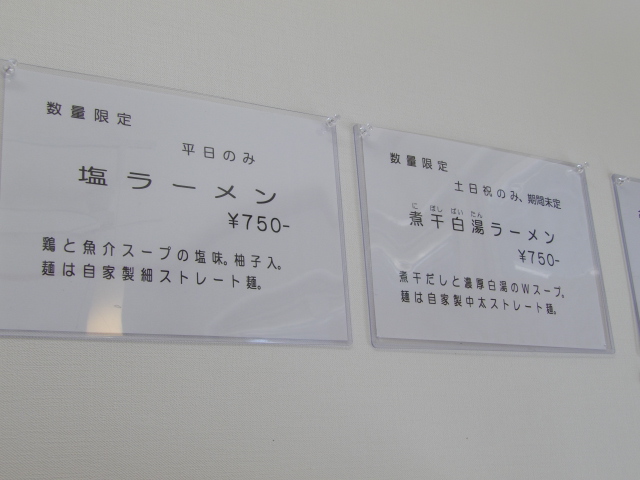 数量限定
平日のみ
塩ラーメン
¥750-
鶏と魚介スープの塩味。柚子入。
麺は自家製細ストレート麺。
数量限定
土日祝のみ、期間未定
にぼしぱいたん
煮干白湯ラーメン
¥750-
煮干だしと濃厚白湯のWスープ。
麺は自家製中太ストレート麺。